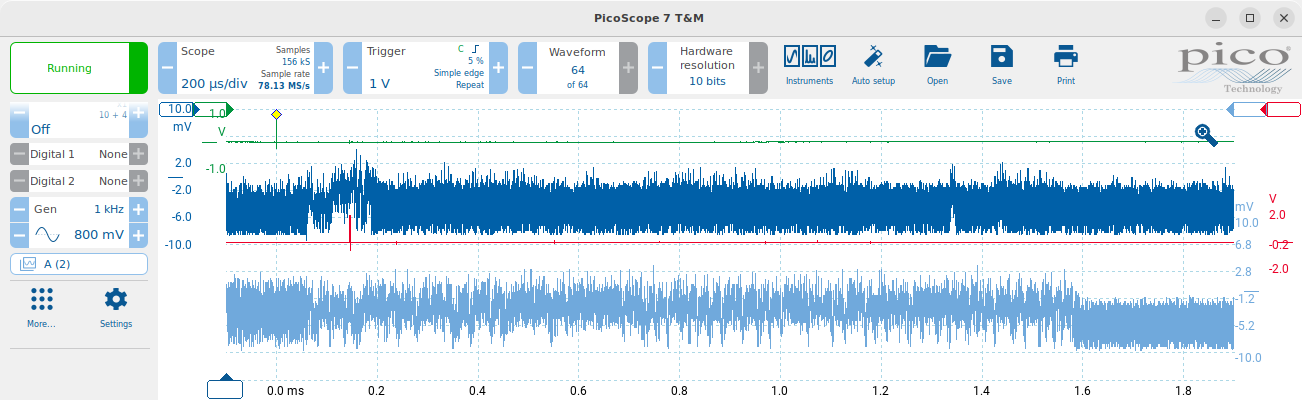 PicoScope 7 T&M
Running
Scope
200 µs/div
Samples
156 kS
Sample rate
78.13 MS/s
Trigger
1 V
C
5 %
Simple edge
Repeat
Waveform
64
of 64
Hardware
resolution
10 bits
Instruments
Auto setup
Open
Save
Print
pico
Technology
10 + 4
Off
Digital 1 None
Digital 2 None
Gen 1 kHz
800 mV
A (2)
More...
Settings
10.0
mV
2.0
-2.0
-6.0
-10.0
1.0
V
-1.0
mV
10.0
6.8
2.8
-1.2
-5.2
-10.0
V
2.0
-0.2
-2.0
0.0 ms 0.2 0.4 0.6 0.8 1.0 1.2 1.4 1.6 1.8